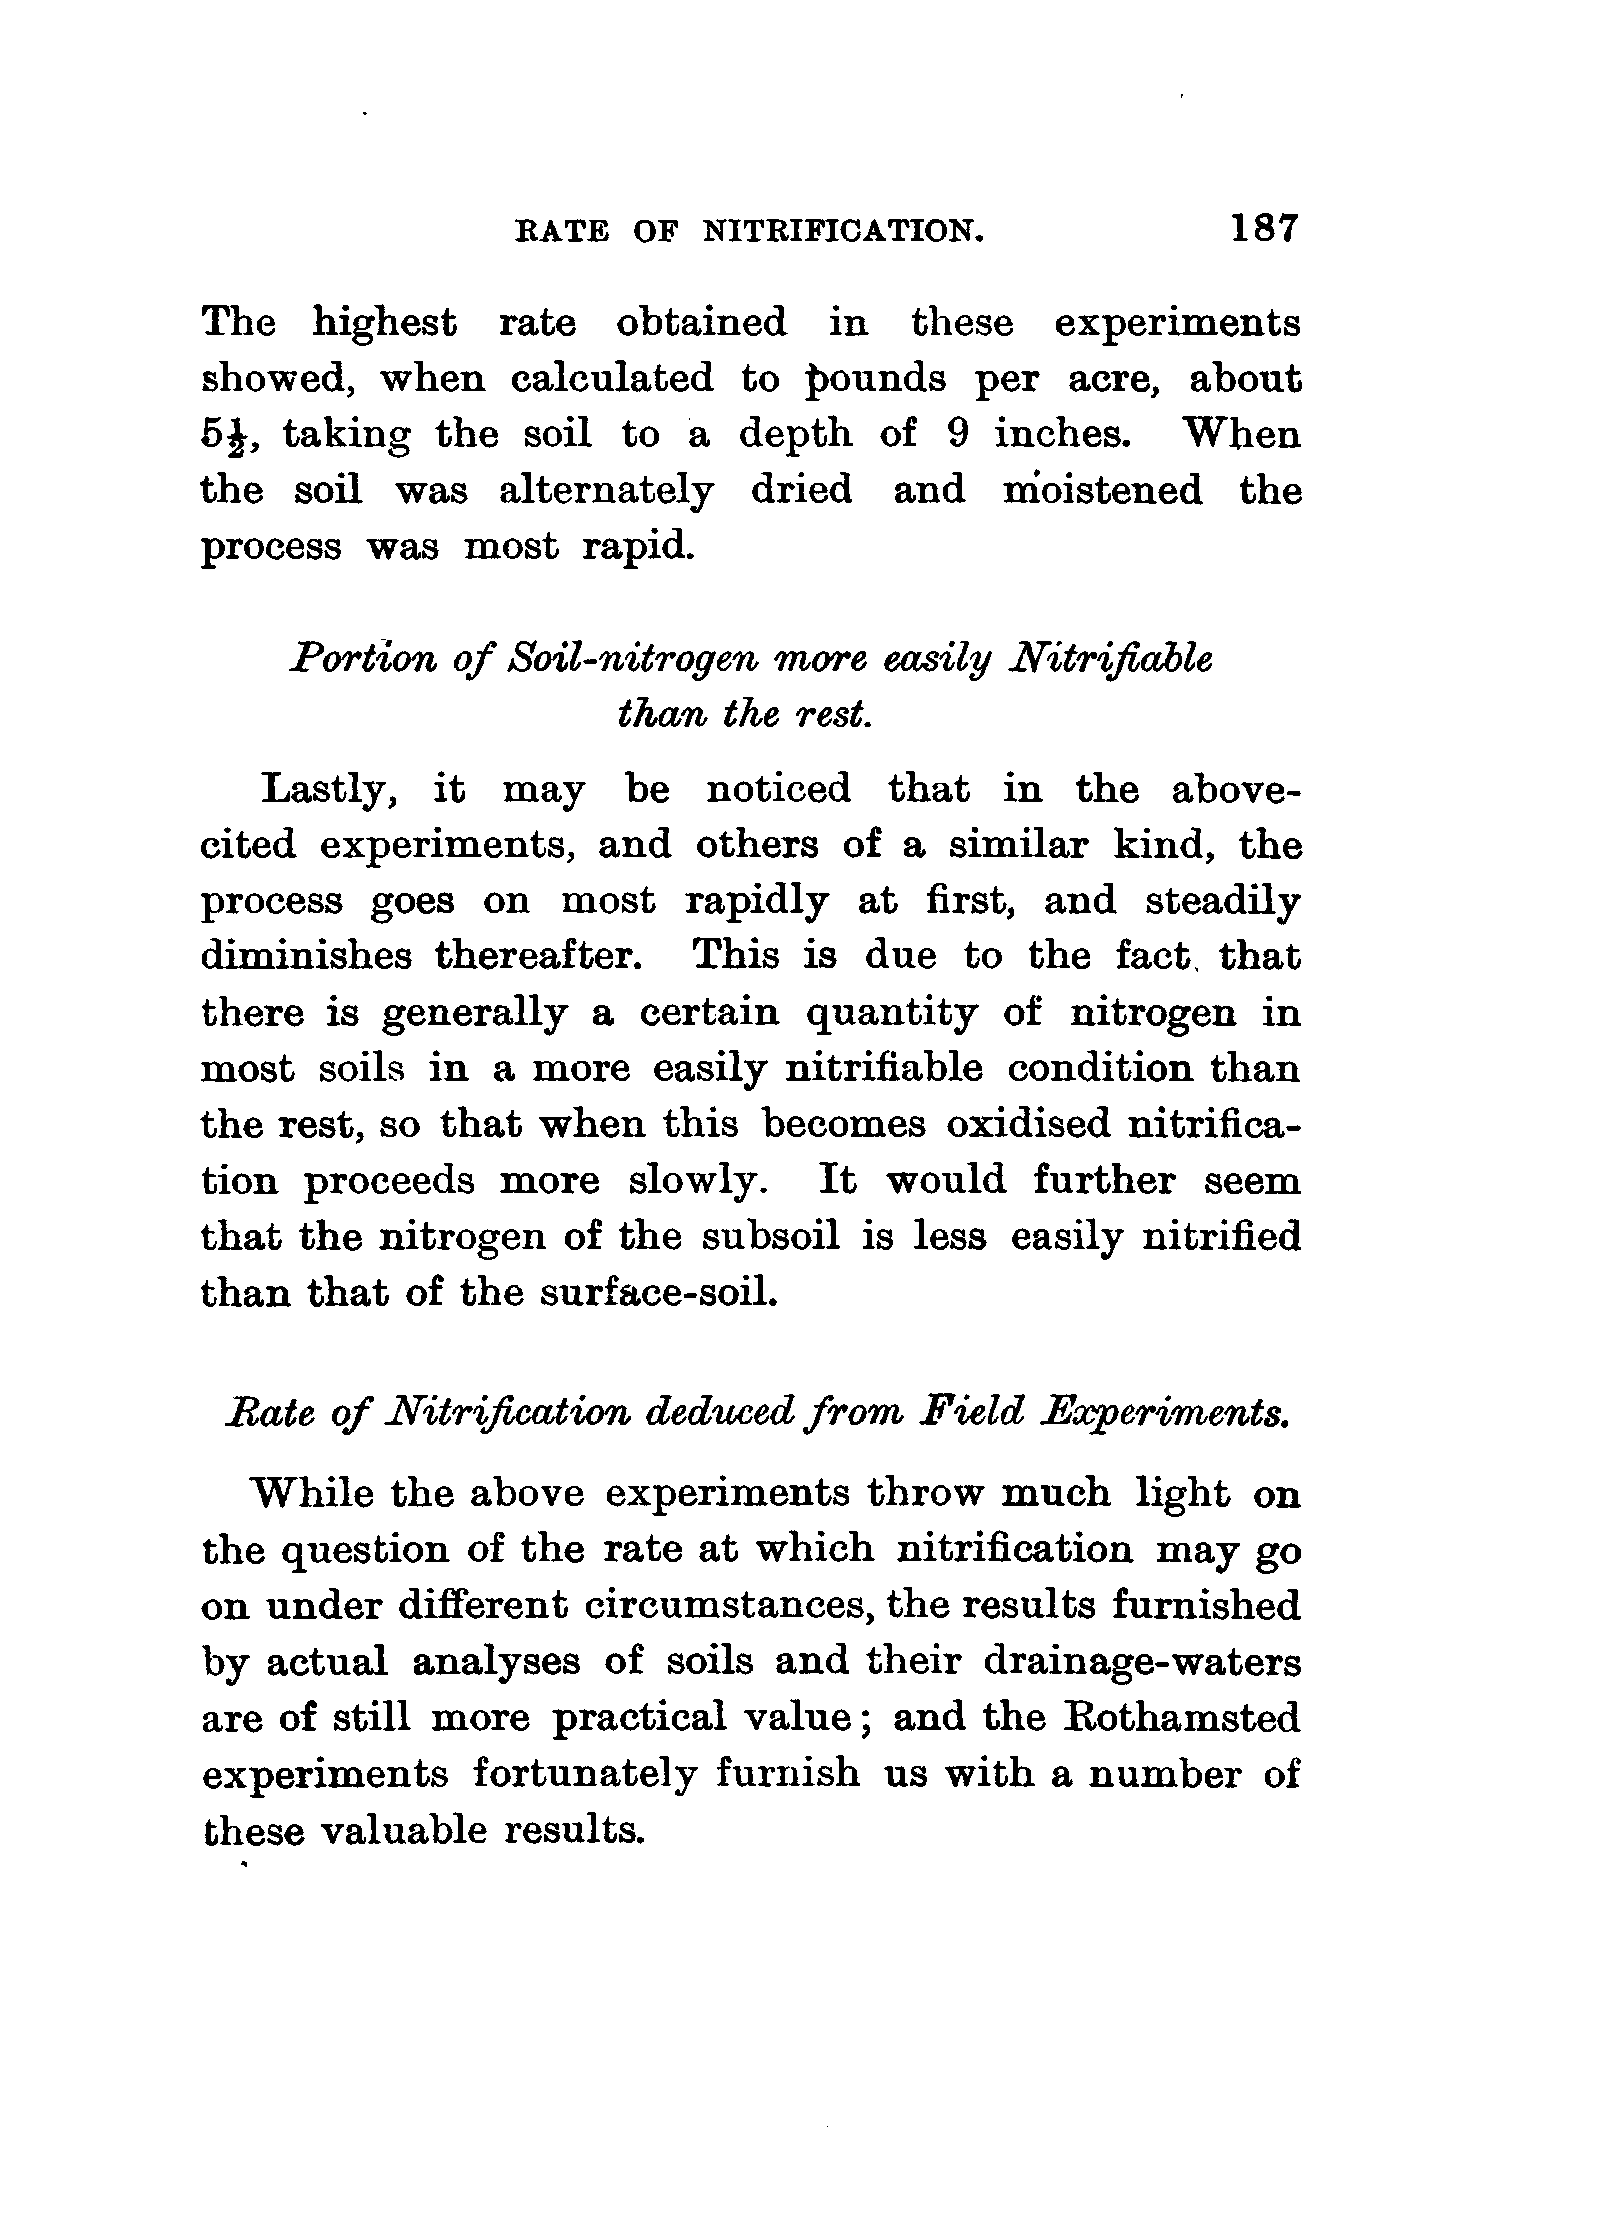 RATE OF NITRIFICATION. 187
The highest rate obtained in these experiments
showed, when calculated to pounds per acre, about
5½, taking the soil to a depth of 9 inches. When
the soil was alternately dried and moistened the
process was most rapid.
Portion of Soil-nitrogen more easily Nitrifiable
than the rest.
Lastly, it may be noticed that in the above-
cited experiments, and others of a similar kind, the
process goes on most rapidly at first, and steadily
diminishes thereafter. This is due to the fact that
there is generally a certain quantity of nitrogen in
most soils in a more easily nitrifiable condition than
the rest, so that when this becomes oxidised nitrifica-
tion proceeds more slowly. It would further seem
that the nitrogen of the subsoil is less easily nitrified
than that of the surface-soil.
Rate of Nitrification deduced from Field Experiments.
While the above experiments throw much light on
the question of the rate at which nitrification may go
on under different circumstances, the results furnished
by actual analyses of soils and their drainage-waters
are of still more practical value; and the Rothamsted
experiments fortunately furnish us with a number of
these valuable results.